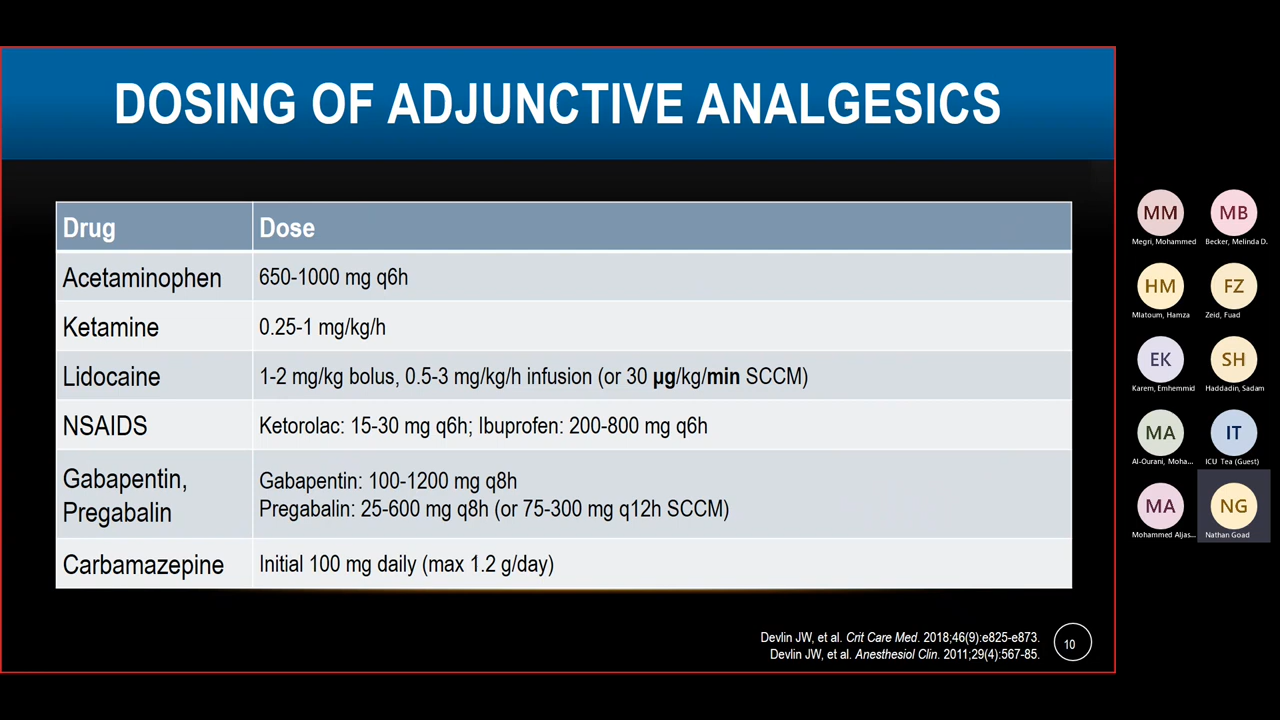 DOSING OF ADJUNCTIVE ANALGESICS
Drug Dose
Acetaminophen 650-1000 mg q6h
Ketamine 0.25-1 mg/kg/h
Lidocaine 1-2 mg/kg bolus, 0.5-3 mg/kg/h infusion (or 30 µg/kg/min SCCM)
NSAIDS Ketorolac: 15-30 mg q6h; Ibuprofen: 200-800 mg q6h
Gabapentin, Pregabalin
Gabapentin: 100-1200 mg q8h
Pregabalin: 25-600 mg q8h (or 75-300 mg q12h SCCM)
Carbamazepine Initial 100 mg daily (max 1.2 g/day)
Devlin JW, et al. Crit Care Med. 2018;46(9):e825-e873.
Devlin JW, et al. Anesthesiol Clin. 2011;29(4):567-85.
10
MM MB
Megri, Mohammed Becker, Melinda D.
HM FZ
Mlatoum, Hamza Zeid, Fuad
EK SH
Karem, Emhemmid Haddadin, Sadam
MA IT
Al-Ourani, Moha... ICU Tea (Guest)
MA NG
Mohammed Aljas... Nathan Goad